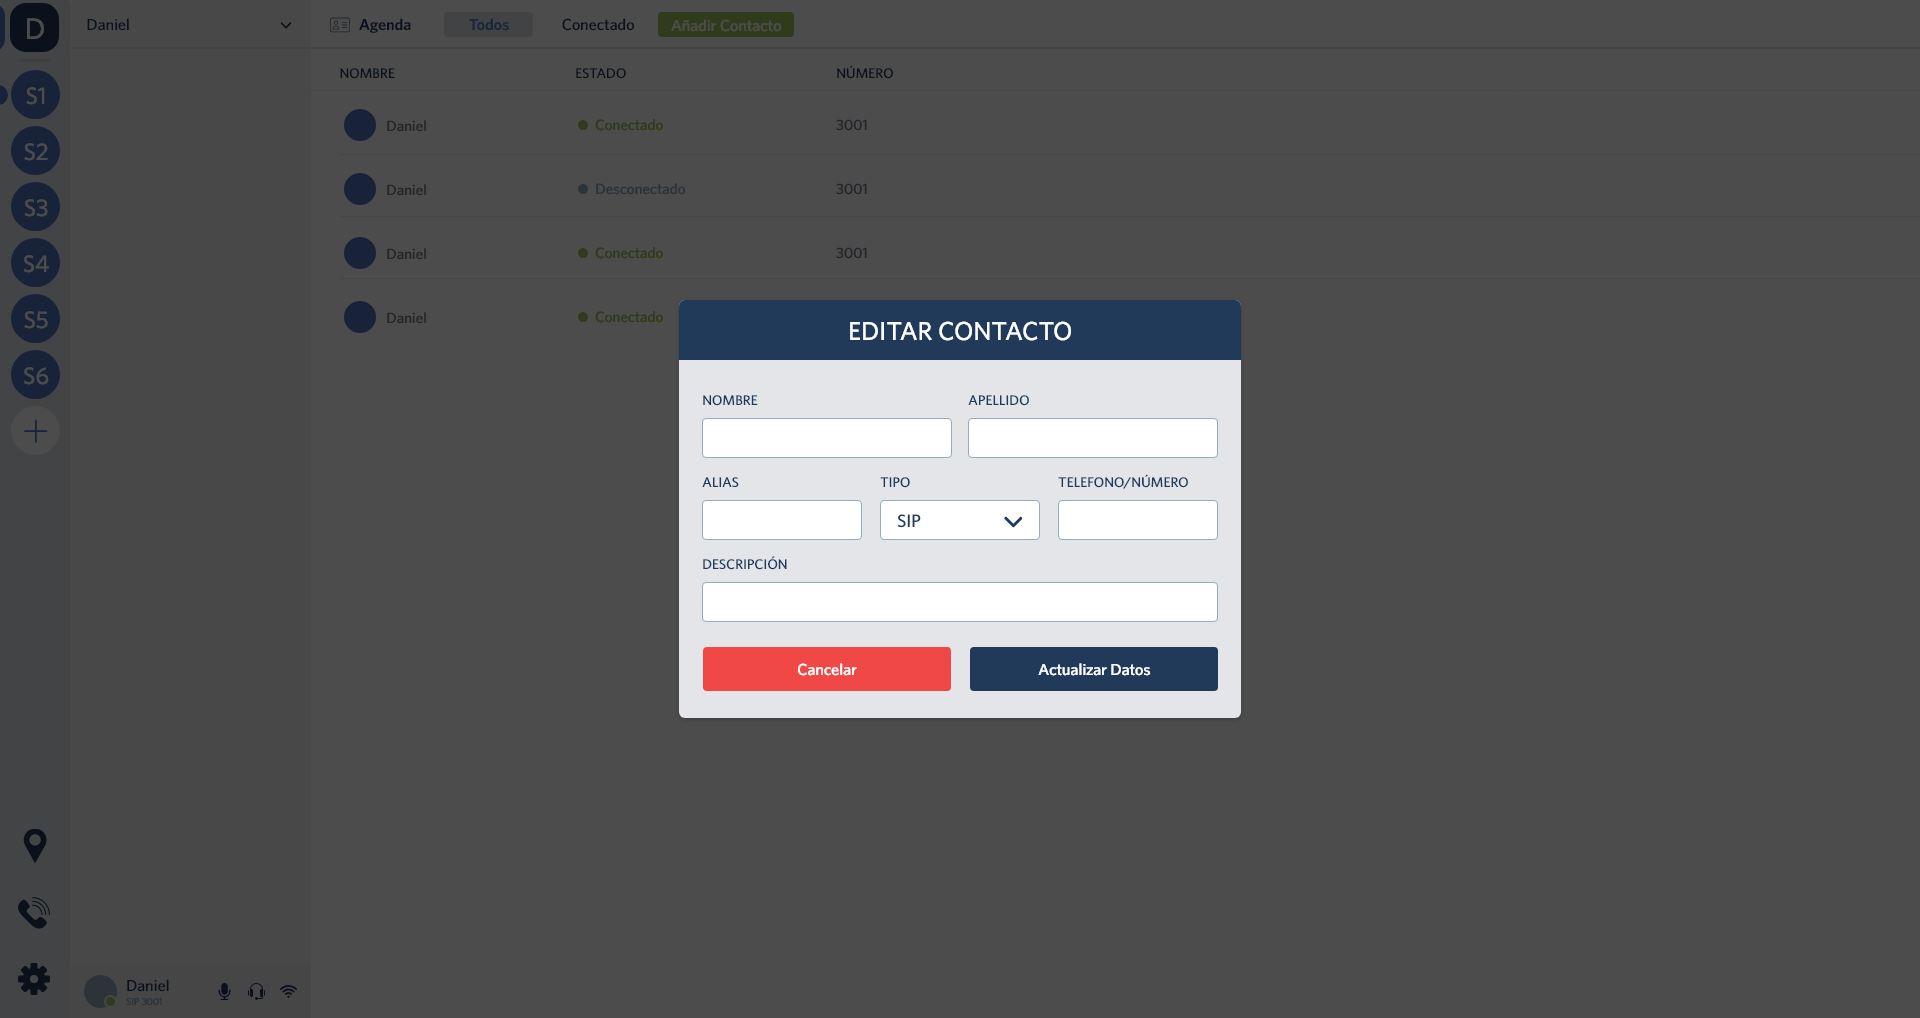 D
Daniel
Agenda
Todos
Conectado
Añadir Contacto
S1
S2
S3
S4
S5
S6
NOMBRE
ESTADO
NÚMERO
Daniel
Conectado
3001
Daniel
Desconectado
3001
Daniel
Conectado
3001
Daniel
Conectado
EDITAR CONTACTO
NOMBRE
APELLIDO
ALIAS
TIPO
TELEFONO/NÚMERO
SIP
DESCRIPCIÓN
Cancelar
Actualizar Datos
Daniel
SIP 3001